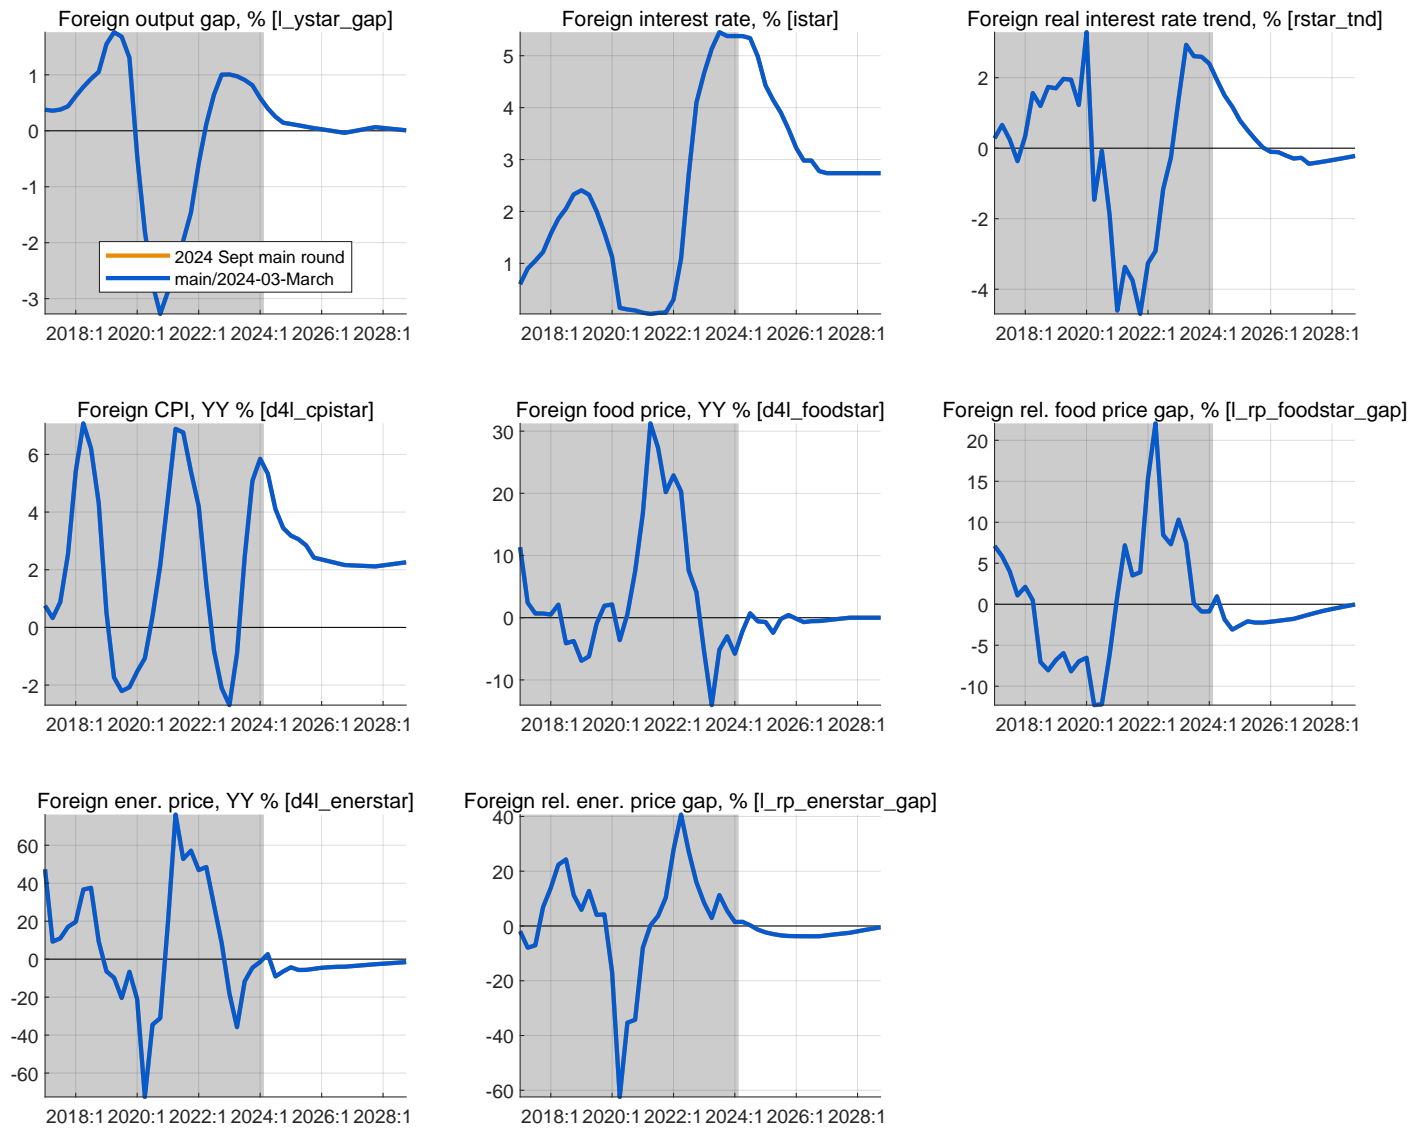 Foreign output gap, % [l_ystar_gap]
1
0
-1
-2
-3
2024 Sept main round
main/2024-03-March
2018:1 2020:1 2022:1 2024:1 2026:1 2028:1
Foreign interest rate, % [istar]
5
4
3
2
1
2018:1 2020:1 2022:1 2024:1 2026:1 2028:1
Foreign real interest rate trend, % [rstar_tnd]
2
0
-2
-4
2018:1 2020:1 2022:1 2024:1 2026:1 2028:1
Foreign CPI, YY % [d4l_cpistar]
6
4
2
0
-2
2018:1 2020:1 2022:1 2024:1 2026:1 2028:1
Foreign food price, YY % [d4l_foodstar]
30
20
10
0
-10
2018:1 2020:1 2022:1 2024:1 2026:1 2028:1
Foreign rel. food price gap, % [l_rp_foodstar_gap]
20
15
10
5
0
-5
-10
2018:1 2020:1 2022:1 2024:1 2026:1 2028:1
Foreign ener. price, YY % [d4l_enerstar]
60
40
20
0
-20
-40
-60
2018:1 2020:1 2022:1 2024:1 2026:1 2028:1
Foreign rel. ener. price gap, % [l_rp_enerstar_gap]
40
20
0
-20
-40
-60
2018:1 2020:1 2022:1 2024:1 2026:1 2028:1